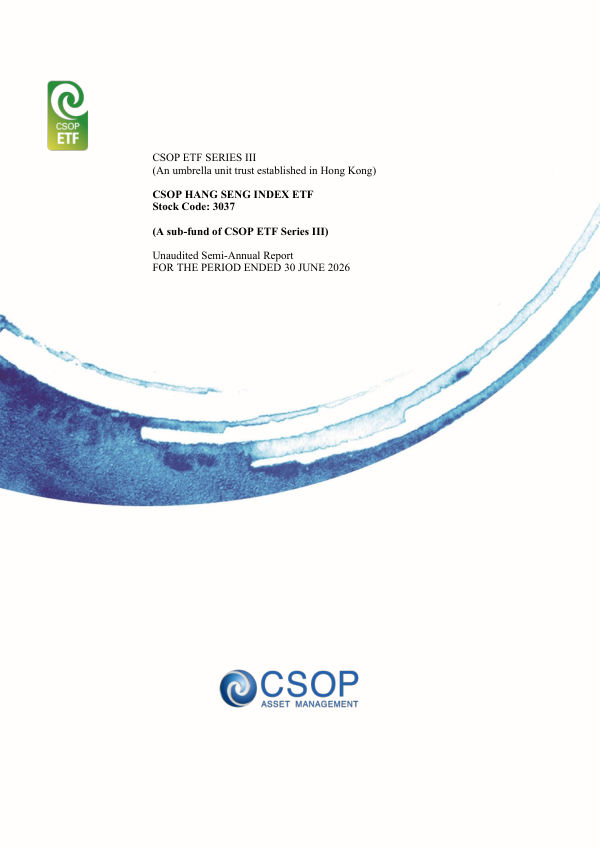 CSOP
ETF
CSOP ETF SERIES III
(An umbrella unit trust established in Hong Kong)
CSOP HANG SENG INDEX ETF
Stock Code: 3037
(A sub-fund of CSOP ETF Series III)
Unaudited Semi-Annual Report
FOR THE PERIOD ENDED 30 JUNE 2026
CSOP
ASSET MANAGEMENT